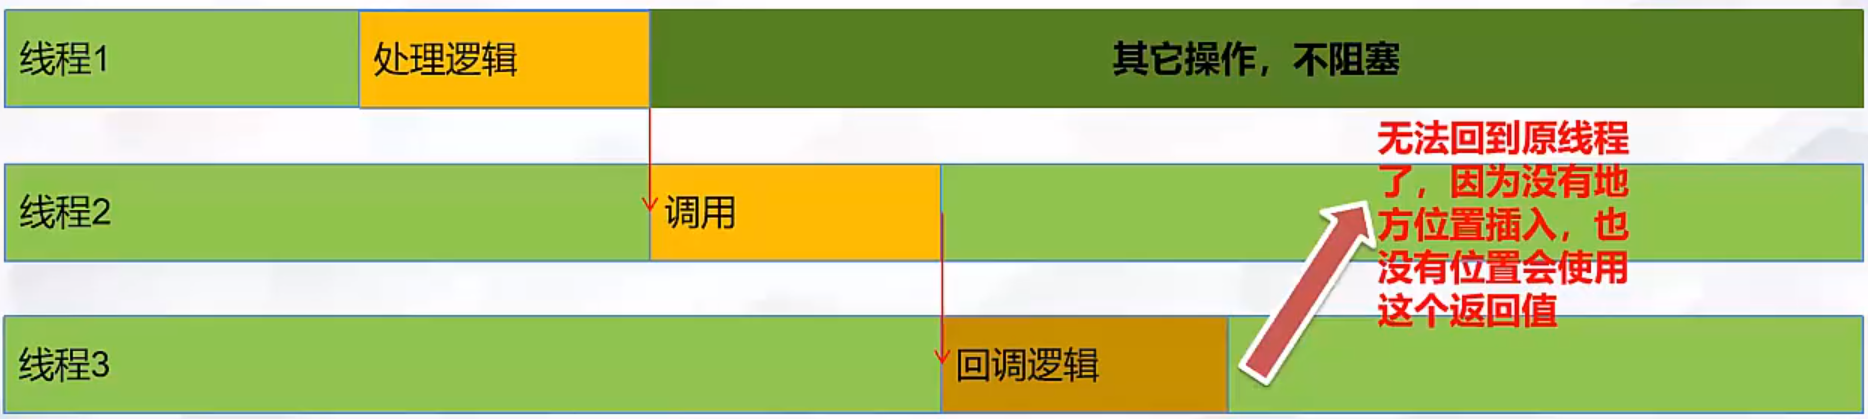 线程1
处理逻辑
其它操作，不阻塞
线程2
调用
无法回到原线程
了，因为没有地
方位置插入，也
没有位置会使用
这个返回值
线程3
回调逻辑